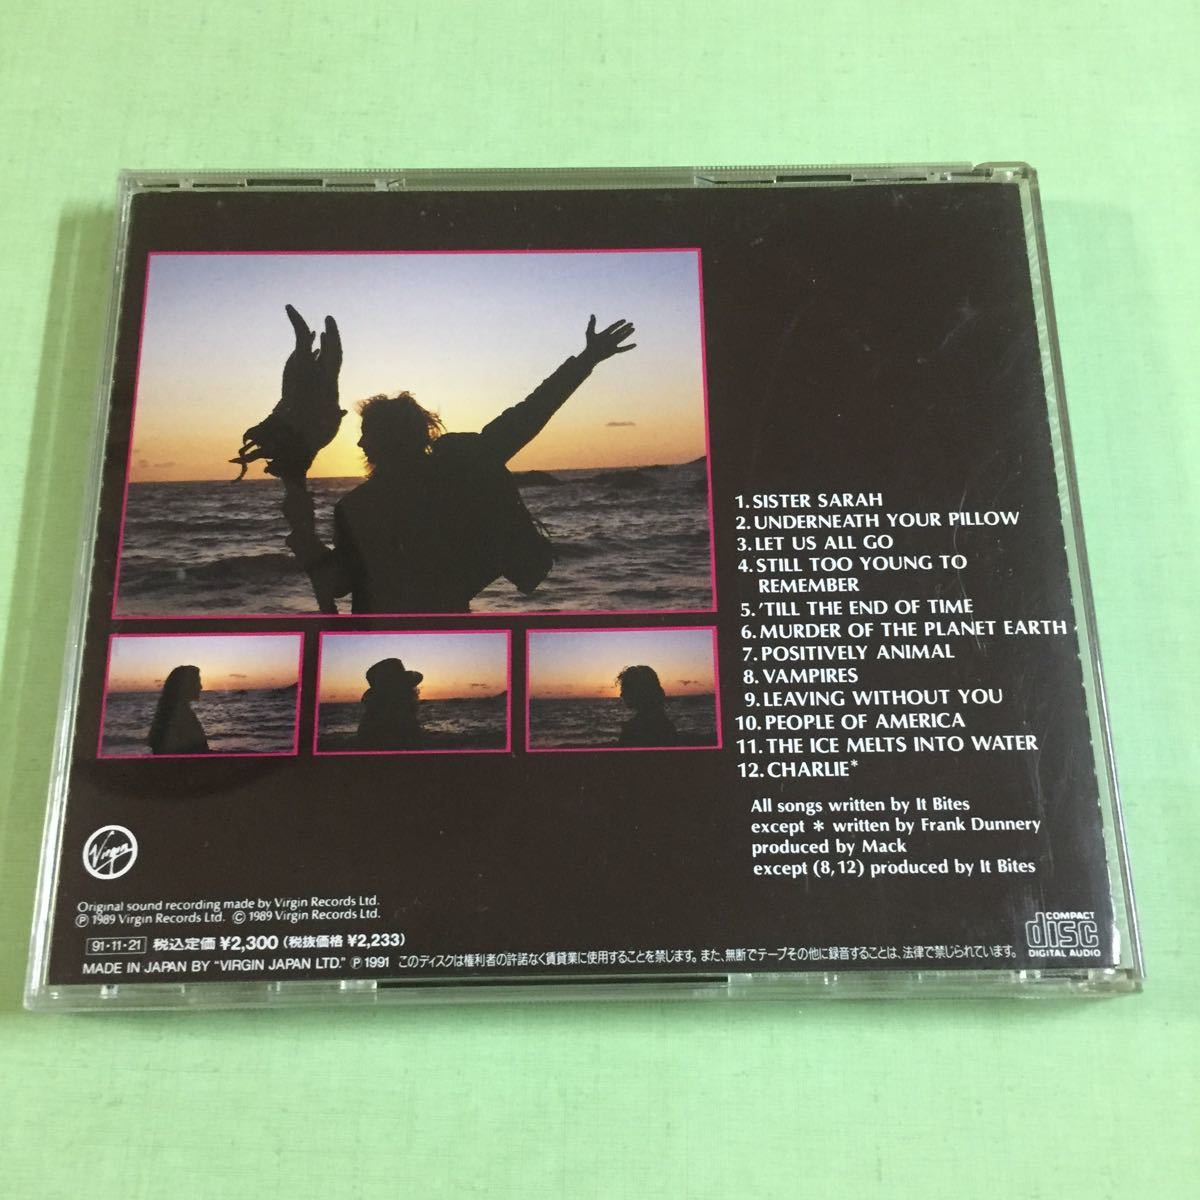 1. SISTER SARAH
2. UNDERNEATH YOUR PILLOW
3. LET US ALL GO
4. STILL TOO YOUNG TO
REMEMBER
5. 'TILL THE END OF TIME
6. MURDER OF THE PLANET EARTH
7. POSITIVELY ANIMAL
8. VAMPIRES
9. LEAVING WITHOUT YOU
10. PEOPLE OF AMERICA
11. THE ICE MELTS INTO WATER
12. CHARLIE*
All songs written by It Bites
except * written by Frank Dunnery
produced by Mack
except (8, 12) produced by It Bites
Virgin
Original sound recording made by Virgin Records Ltd.
Ⓟ 1989 Virgin Records Ltd. © 1989 Virgin Records Ltd.
91・11・21 税込定価 ¥2,300 (税抜価格 ¥2,233)
MADE IN JAPAN BY "VIRGIN JAPAN LTD." Ⓟ 1991 このディスクは権利者の許諾なく賃貸業に使用することを禁じます。また、無断でテープその他に録音することは、法律で禁じられています。
COMPACT
disc
DIGITAL AUDIO